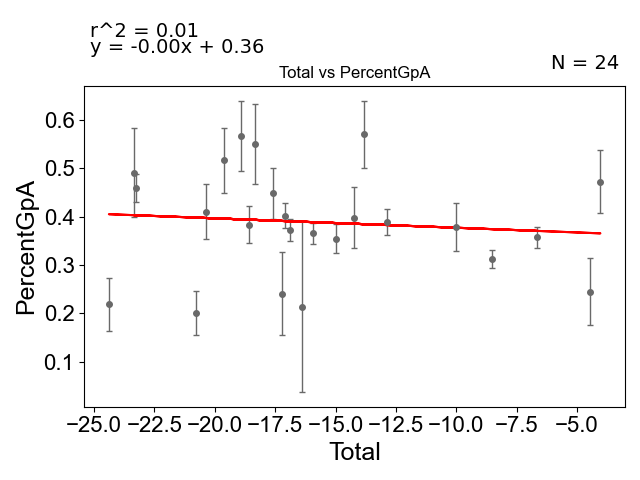 r^2 = 0.01
y = -0.00x + 0.36
N = 24
Total vs PercentGpA
PercentGpA
0.6
0.5
0.4
0.3
0.2
0.1
−25.0 −22.5 −20.0 −17.5 −15.0 −12.5 −10.0 −7.5 −5.0
Total